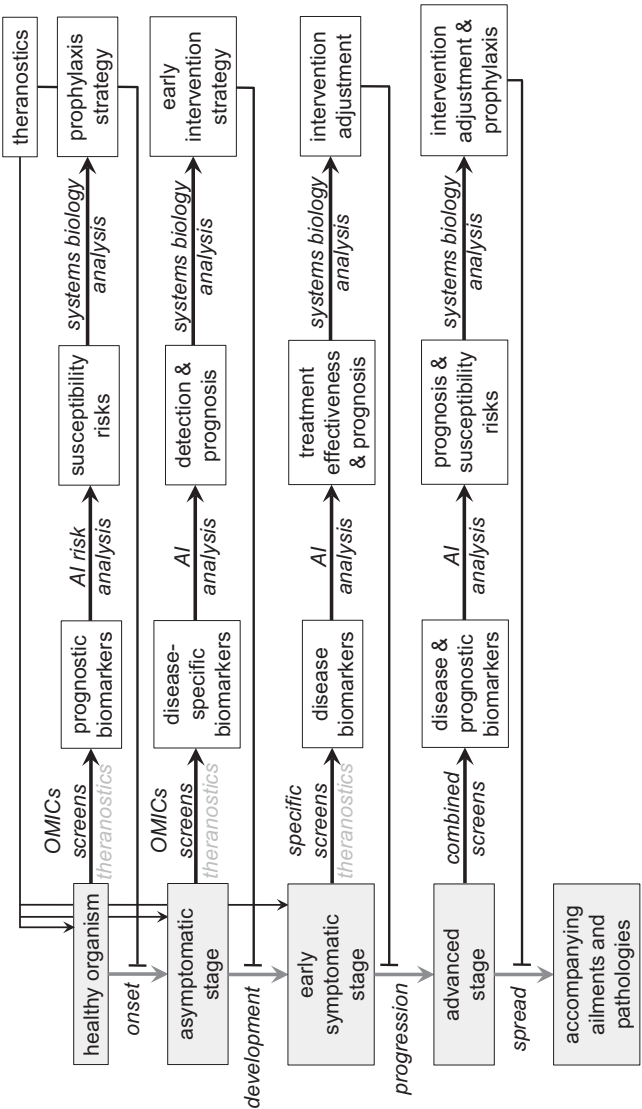 theranostics
healthy organism
OMICs
screens
theranostics
prognostic
biomarkers
AI risk
analysis
susceptibility
risks
systems biology
analysis
prophylaxis
strategy
onset
asymptomatic
stage
OMICs
screens
theranostics
disease-
specific
biomarkers
AI
analysis
detection &
prognosis
systems biology
analysis
early
intervention
strategy
development
early
symptomatic
stage
specific
screens
theranostics
disease
biomarkers
AI
analysis
treatment
effectiveness
& prognosis
systems biology
analysis
intervention
adjustment
progression
advanced
stage
combined
screens
disease &
prognostic
biomarkers
AI
analysis
prognosis &
susceptibility
risks
systems biology
analysis
intervention
adjustment &
prophylaxis
spread
accompanying
ailments and
pathologies